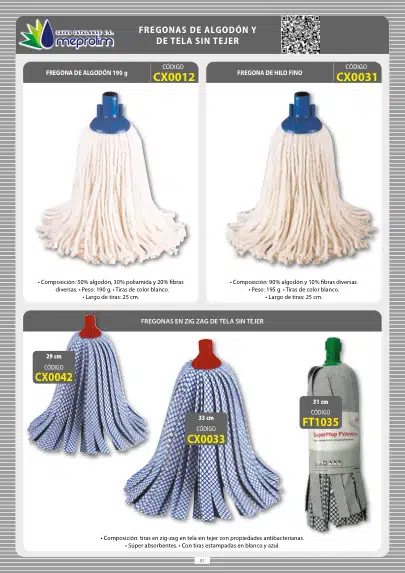 TAPAS CATALANAS S.L.
meprolim
FREGONAS DE ALGODÓN Y
DE TELA SIN TEJER
FREGONA DE ALGODÓN 190 g
CÓDIGO
CX0012
FREGONA DE HILO FINO
CÓDIGO
CX0031
• Composición: 50% algodón, 30% poliamida y 20% fibras
diversas. • Peso: 190 g. • Tiras de color blanco.
• Largo de tiras: 25 cm.
• Composición: 90% algodón y 10% fibras diversas.
• Peso: 195 g. • Tiras de color blanco.
• Largo de tiras: 25 cm.
FREGONAS EN ZIG ZAG DE TELA SIN TEJER
29 cm
CÓDIGO
CX0042
33 cm
CÓDIGO
CX0033
31 cm
CÓDIGO
FT1035
• Composición: tiras en zig-zag en tela sin tejer con propiedades antibacterianas.
• Súper absorbentes. • Con tiras estampadas en blanco y azul